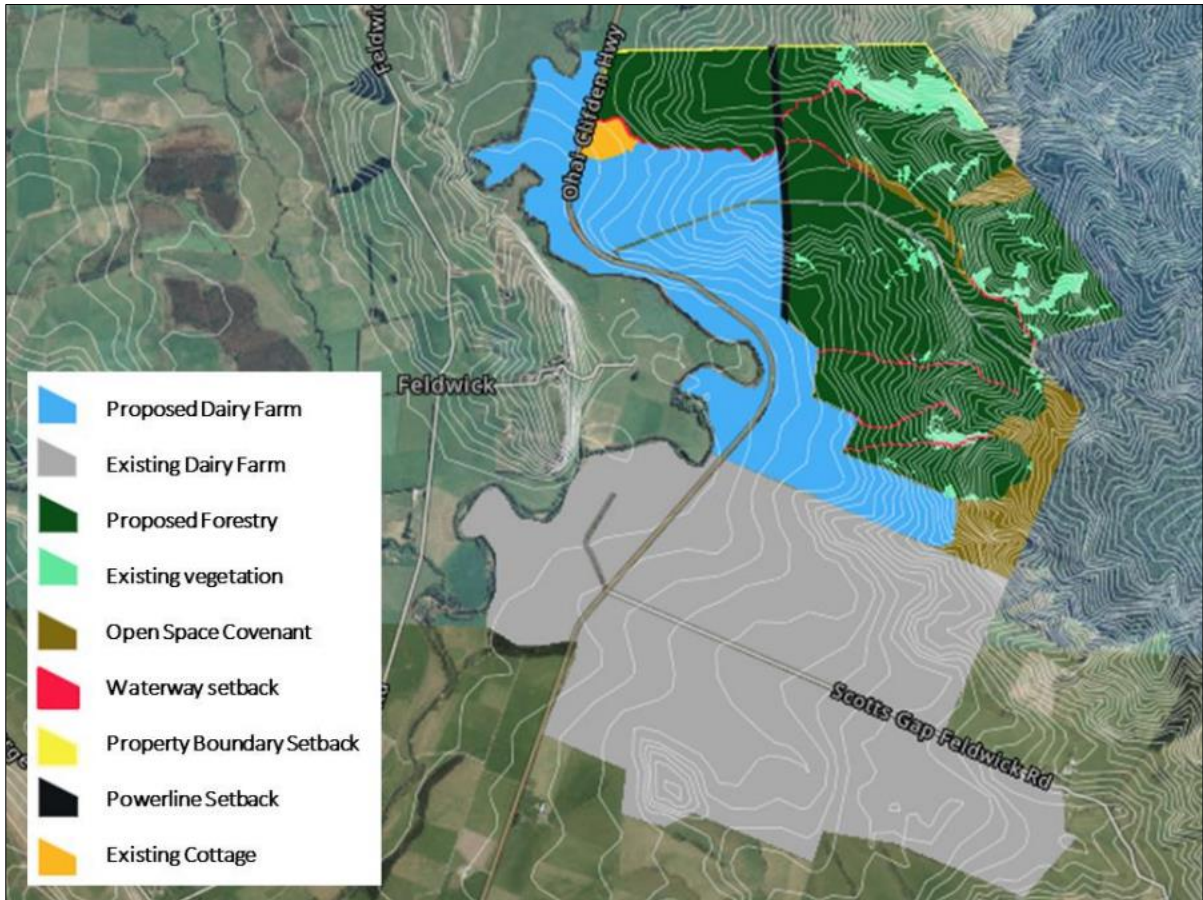 Feldwic
Ohai Clifden Hwy
Feldwick
Scotts Gap Feldwick Rd
Proposed Dairy Farm
Existing Dairy Farm
Proposed Forestry
Existing vegetation
Open Space Covenant
Waterway setback
Property Boundary Setback
Powerline Setback
Existing Cottage